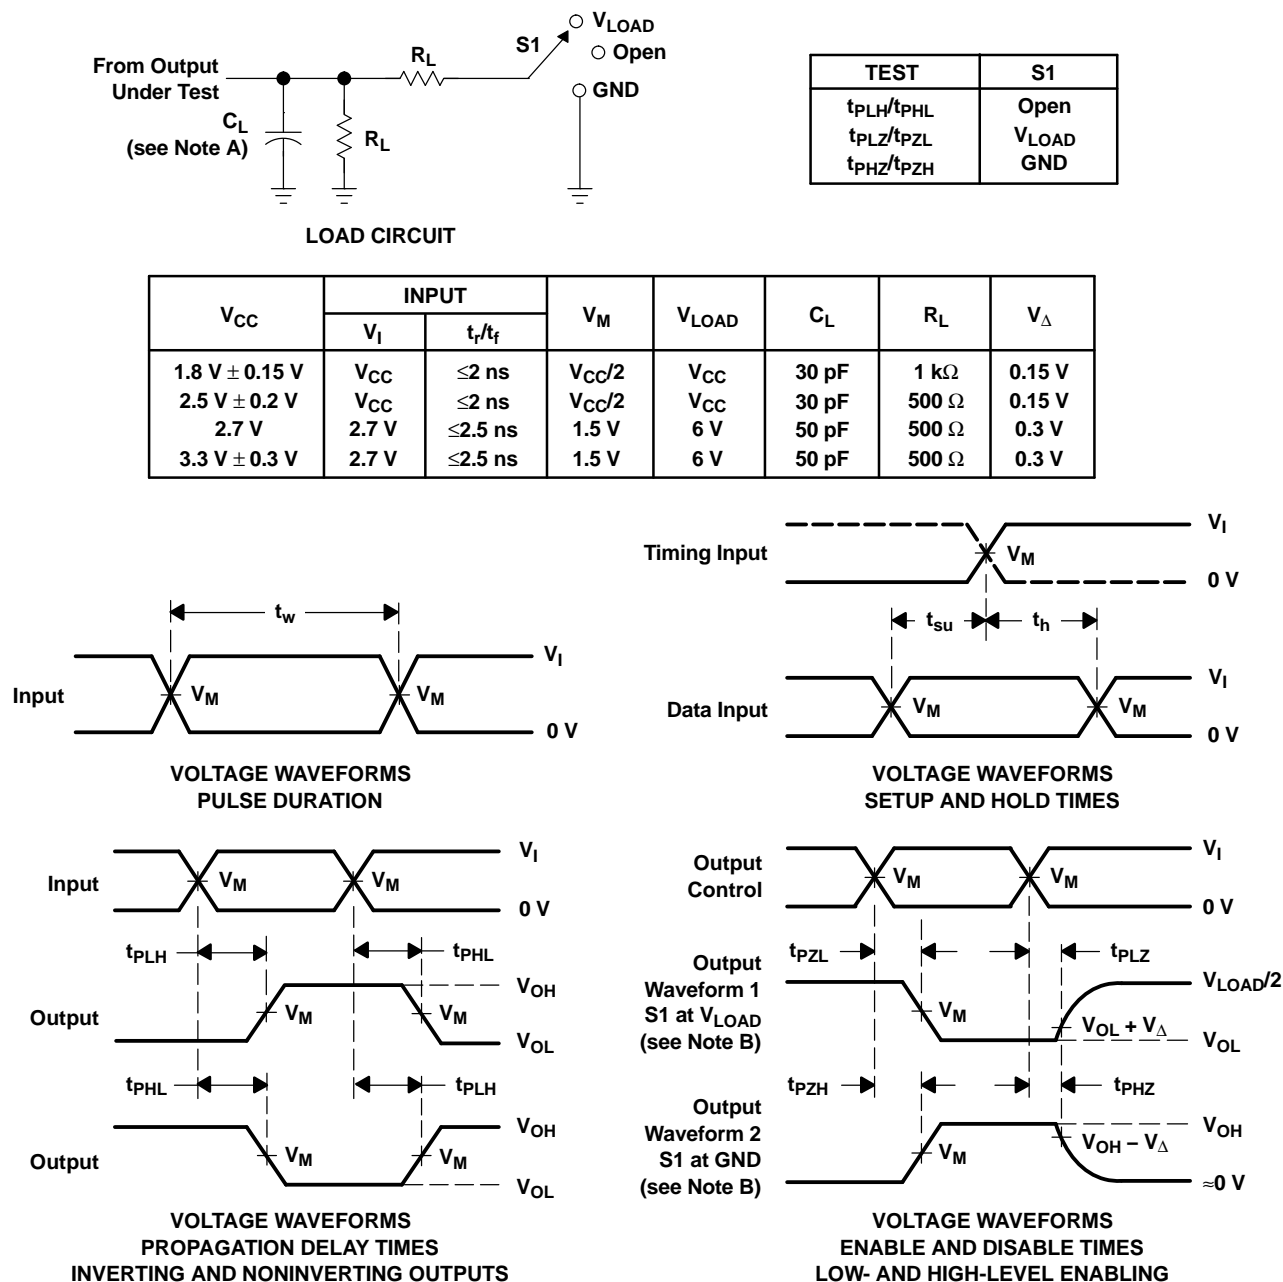 From Output
Under Test
C_L
(see Note A)
R_L
R_L
S1
V_LOAD
Open
GND
LOAD CIRCUIT
TEST S1
t_PLH/t_PHL Open
t_PLZ/t_PZL V_LOAD
t_PHZ/t_PZH GND
V_CC INPUT V_M V_LOAD C_L R_L V_Δ
V_I t_r/t_f
1.8 V ± 0.15 V V_CC ≤2 ns V_CC/2 V_CC 30 pF 1 kΩ 0.15 V
2.5 V ± 0.2 V V_CC ≤2 ns V_CC/2 V_CC 30 pF 500 Ω 0.15 V
2.7 V 2.7 V ≤2.5 ns 1.5 V 6 V 50 pF 500 Ω 0.3 V
3.3 V ± 0.3 V 2.7 V ≤2.5 ns 1.5 V 6 V 50 pF 500 Ω 0.3 V
t_w
Input V_M V_M V_I
0 V
VOLTAGE WAVEFORMS
PULSE DURATION
Timing Input V_M V_I
0 V
t_su t_h
Data Input V_M V_M V_I
0 V
VOLTAGE WAVEFORMS
SETUP AND HOLD TIMES
Input V_M V_M V_I
0 V
t_PLH t_PHL
Output V_M V_M V_OH
V_OL
t_PHL t_PLH
Output V_M V_M V_OH
V_OL
VOLTAGE WAVEFORMS
PROPAGATION DELAY TIMES
INVERTING AND NONINVERTING OUTPUTS
Output
Control
V_M V_M V_I
0 V
t_PZL t_PLZ
Output
Waveform 1
S1 at V_LOAD
(see Note B)
V_M V_OL + V_Δ V_LOAD/2
V_OL
t_PZH t_PHZ
Output
Waveform 2
S1 at GND
(see Note B)
V_M V_OH − V_Δ V_OH
≈0 V
VOLTAGE WAVEFORMS
ENABLE AND DISABLE TIMES
LOW- AND HIGH-LEVEL ENABLING